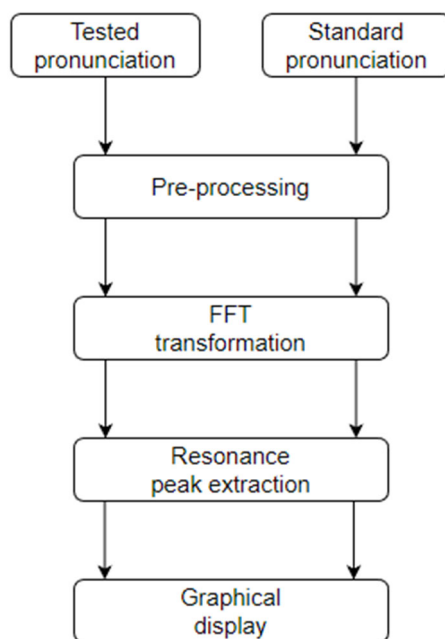 Tested
pronunciation
Standard
pronunciation
Pre-processing
FFT
transformation
Resonance
peak extraction
Graphical
display